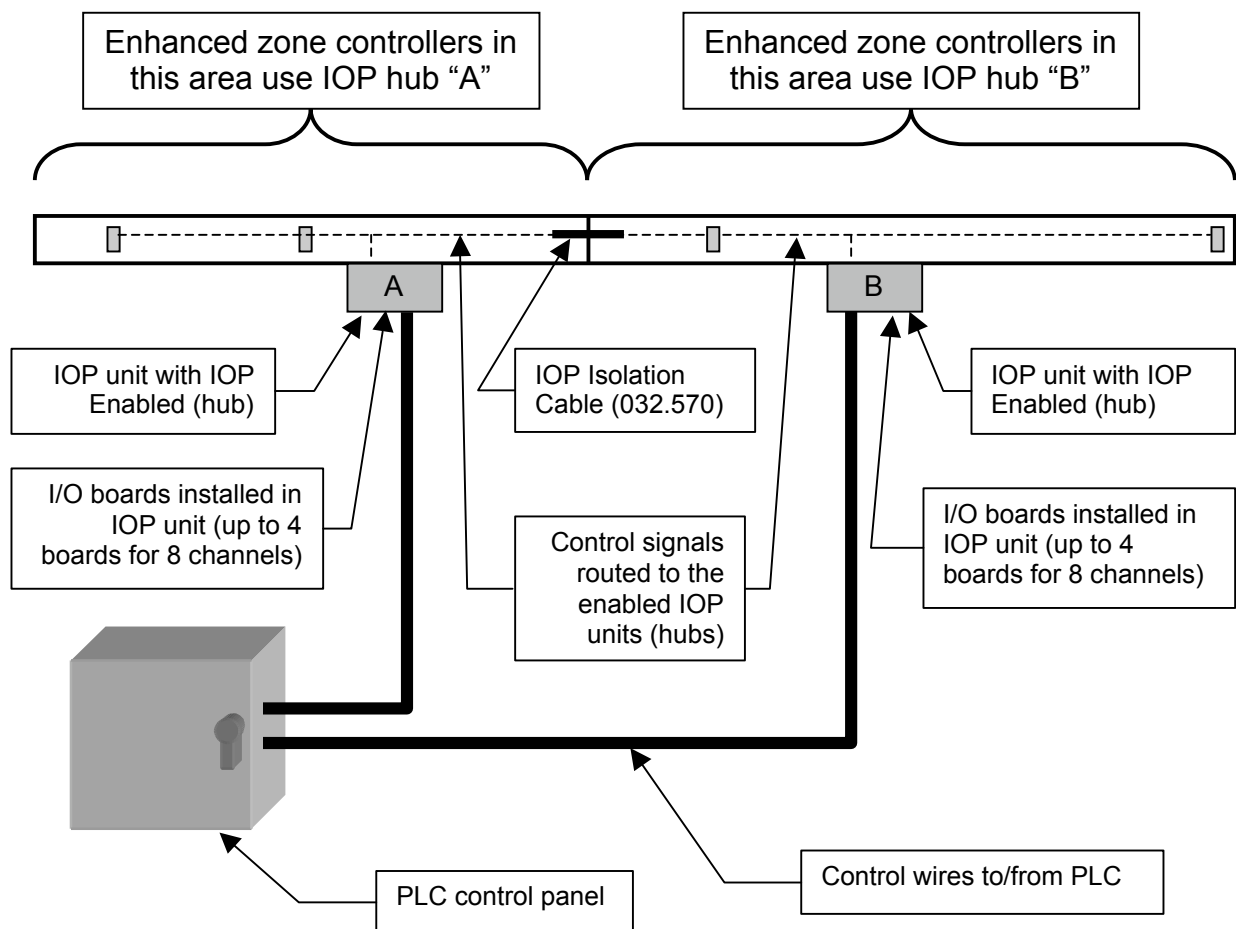 Enhanced zone controllers in
this area use IOP hub “A”
Enhanced zone controllers in
this area use IOP hub “B”
A
B
IOP unit with IOP
Enabled (hub)
IOP Isolation
Cable (032.570)
IOP unit with IOP
Enabled (hub)
I/O boards installed in
IOP unit (up to 4
boards for 8 channels)
Control signals
routed to the
enabled IOP
units (hubs)
I/O boards installed in
IOP unit (up to 4
boards for 8 channels)
PLC control panel
Control wires to/from PLC